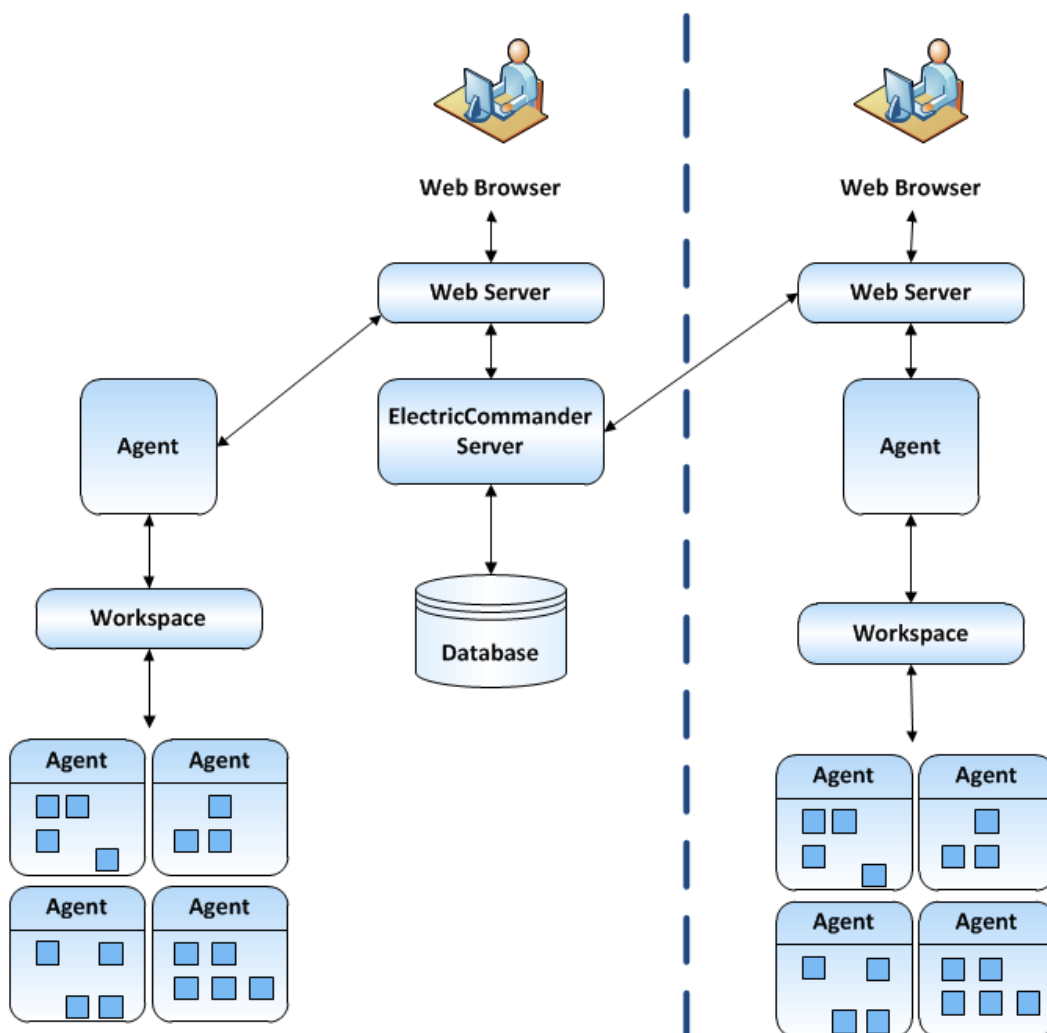 Web Browser
Web Browser
Web Server
Web Server
Agent
ElectricCommander
Server
Agent
Workspace
Database
Workspace
Agent
Agent
Agent
Agent
Agent
Agent
Agent
Agent